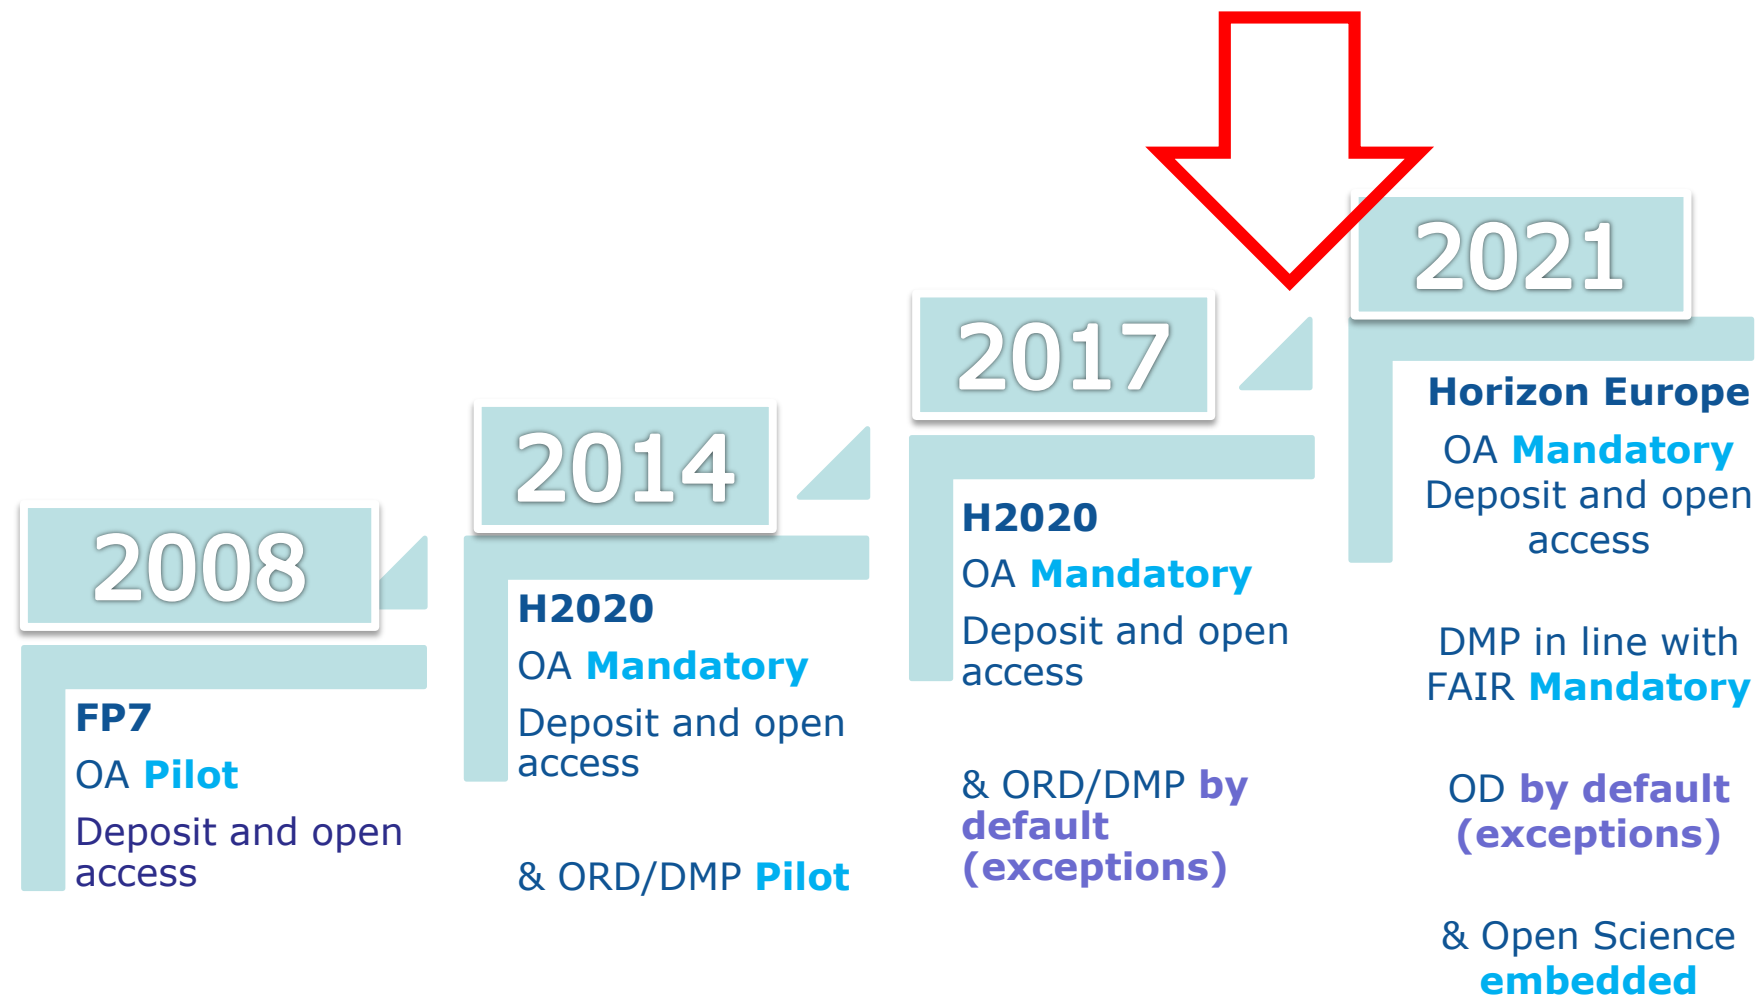 2008
FP7
OA Pilot
Deposit and open
access
2014
H2020
OA Mandatory
Deposit and open
access
& ORD/DMP Pilot
2017
H2020
OA Mandatory
Deposit and open
access
& ORD/DMP by
default
(exceptions)
2021
Horizon Europe
OA Mandatory
Deposit and open
access
DMP in line with
FAIR Mandatory
OD by default
(exceptions)
& Open Science
embedded